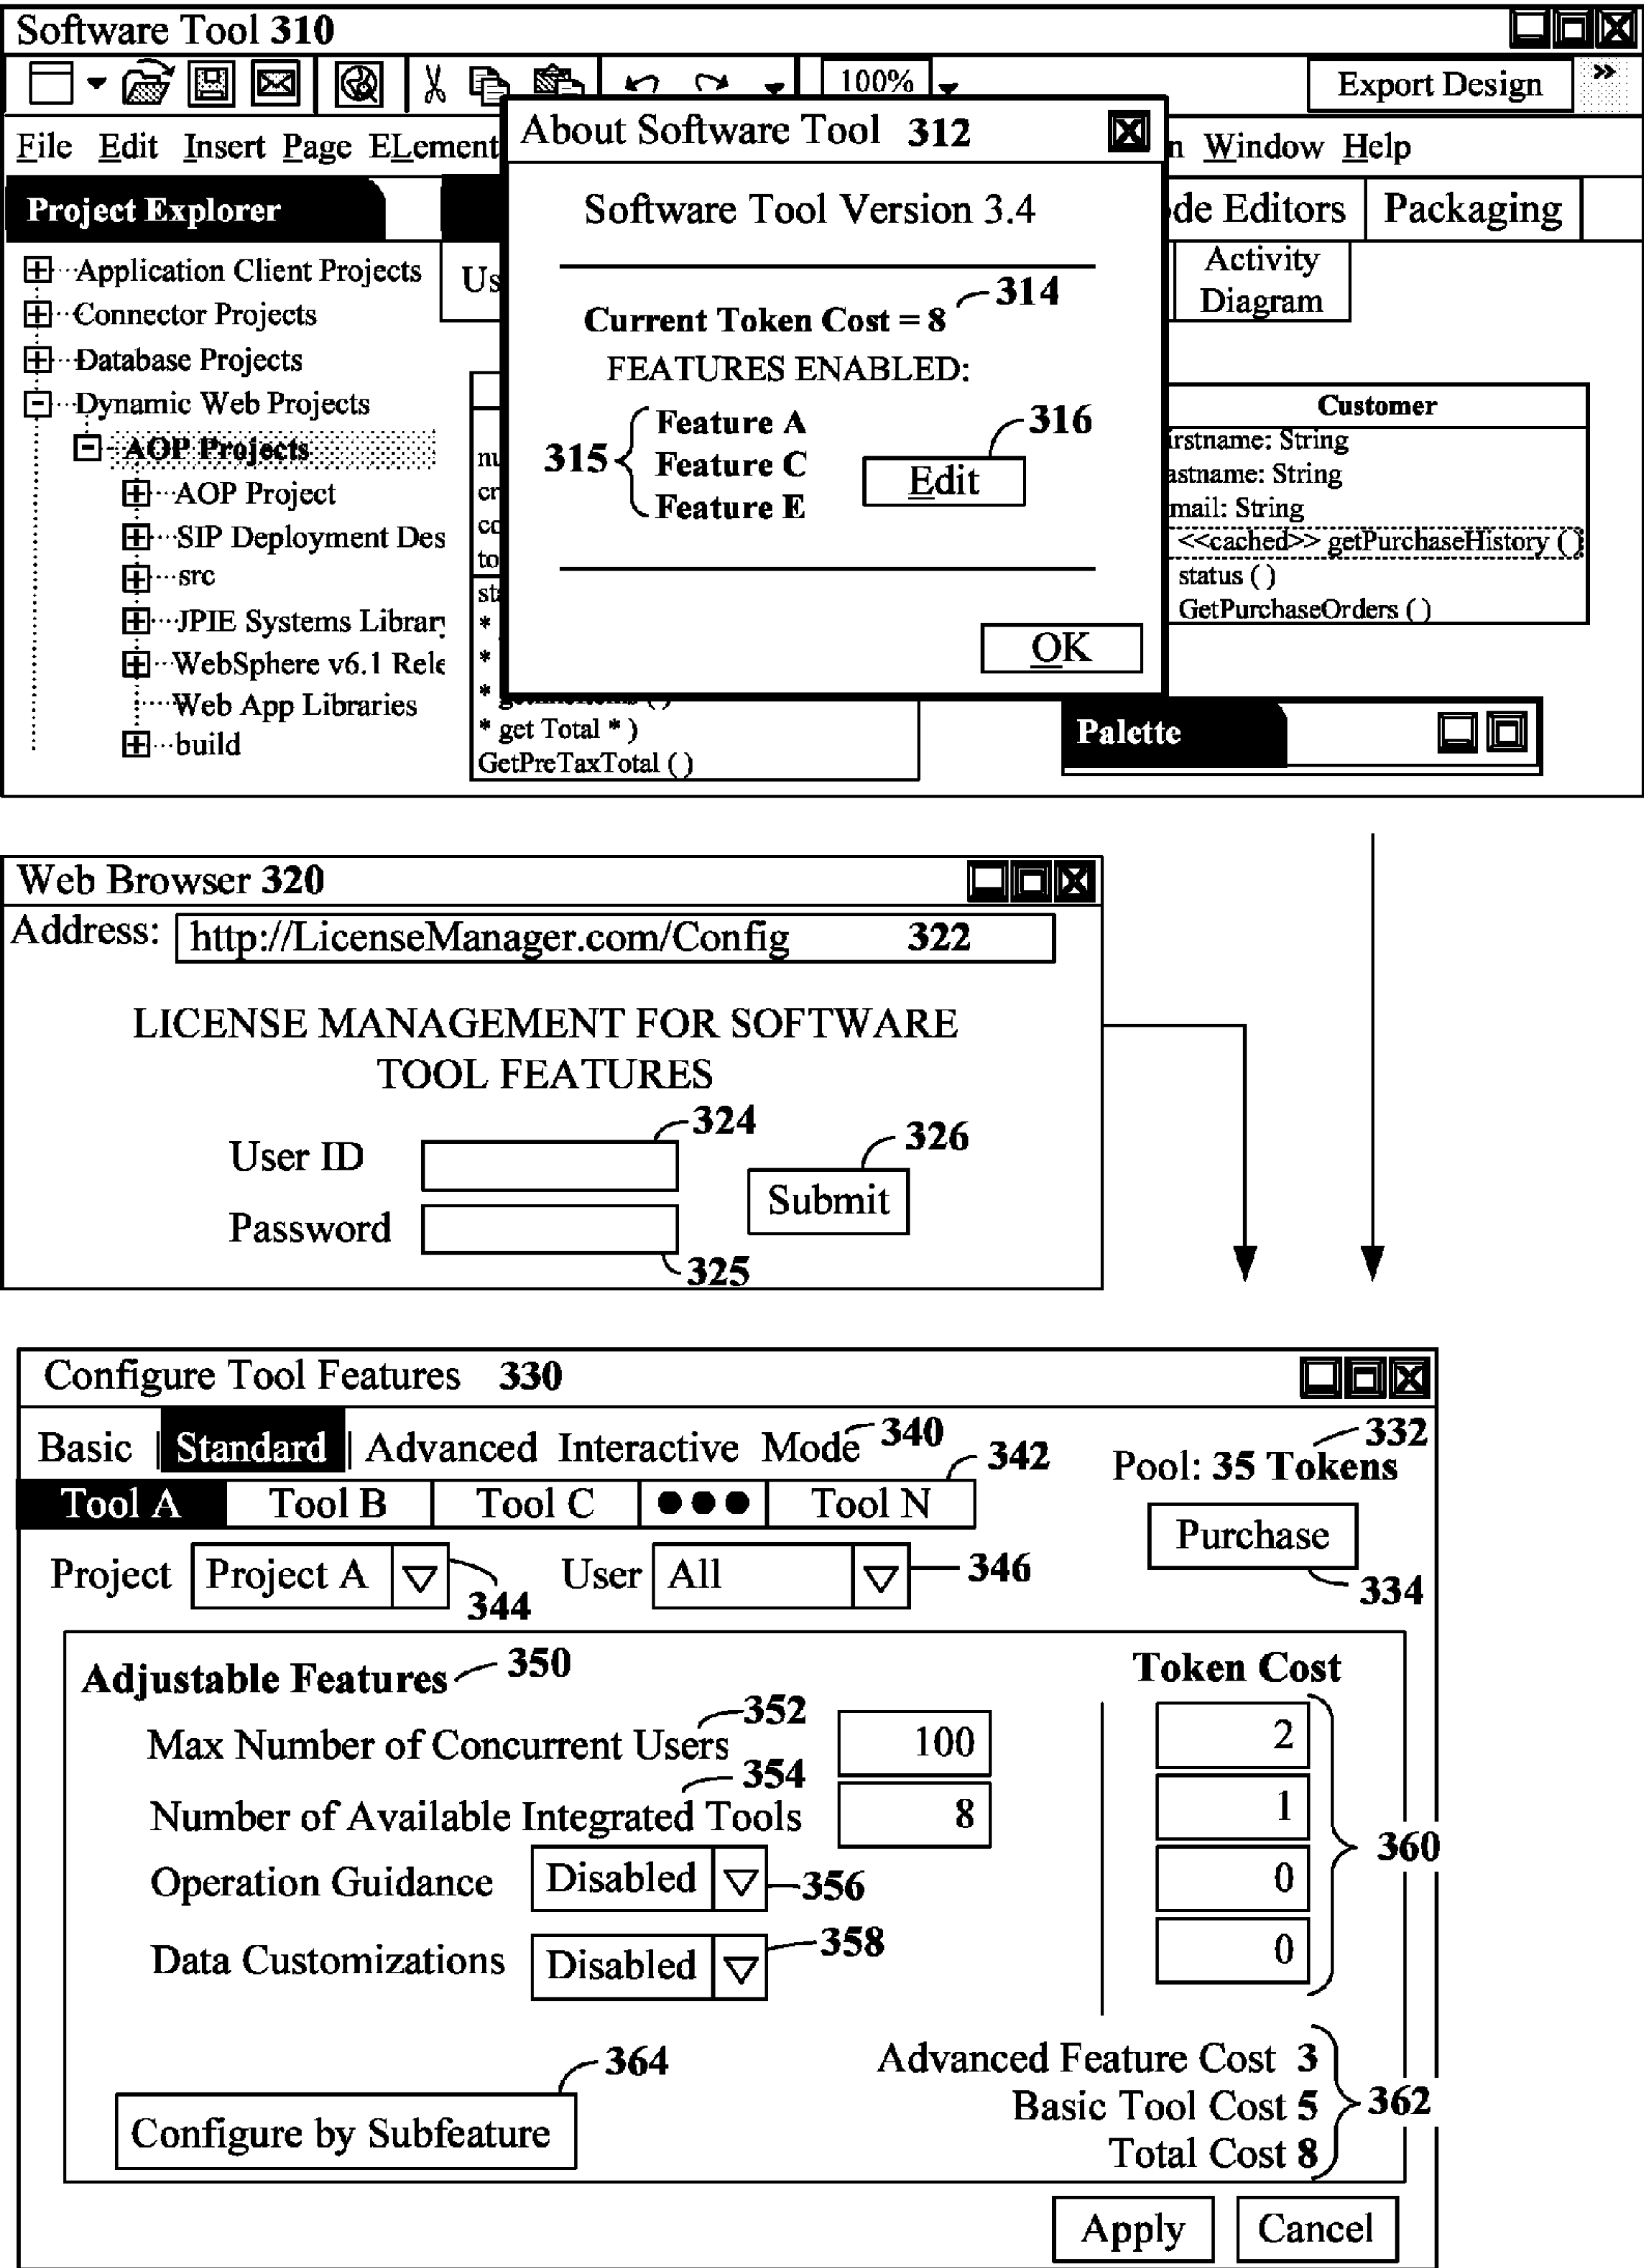 Software Tool 310
100%
Export Design
»
File Edit Insert Page ELement
Window Help
Project Explorer
de Editors
Packaging
Application Client Projects
Connector Projects
Database Projects
Dynamic Web Projects
AOP Projects
AOP Project
SIP Deployment Des
src
JPIE Systems Librar
WebSphere v6.1 Rele
Web App Libraries
build
Us
Activity
Diagram
nu
cr
co
to
sta
*
*
*
* get Total * )
GetPreTaxTotal ( )
About Software Tool 312
Software Tool Version 3.4
314
Current Token Cost = 8
FEATURES ENABLED:
Feature A
Feature C
Feature E
315
316
Edit
OK
Customer
irstname: String
astname: String
mail: String
<<cached>> getPurchaseHistory ( )
status ( )
GetPurchaseOrders ( )
Palette
Web Browser 320
Address: http://LicenseManager.com/Config 322
LICENSE MANAGEMENT FOR SOFTWARE
TOOL FEATURES
User ID 324
Password 325
Submit 326
Configure Tool Features 330
Basic | Standard | Advanced Interactive Mode 340
342
Pool: 35 Tokens 332
Tool A Tool B Tool C ●●● Tool N
Purchase 334
Project Project A 344 User All 346
Adjustable Features 350
Token Cost
Max Number of Concurrent Users 352 100 2
Number of Available Integrated Tools 354 8 1
360
Operation Guidance Disabled 356 0
Data Customizations Disabled 358 0
Advanced Feature Cost 3
Basic Tool Cost 5
Total Cost 8
362
364
Configure by Subfeature
Apply Cancel